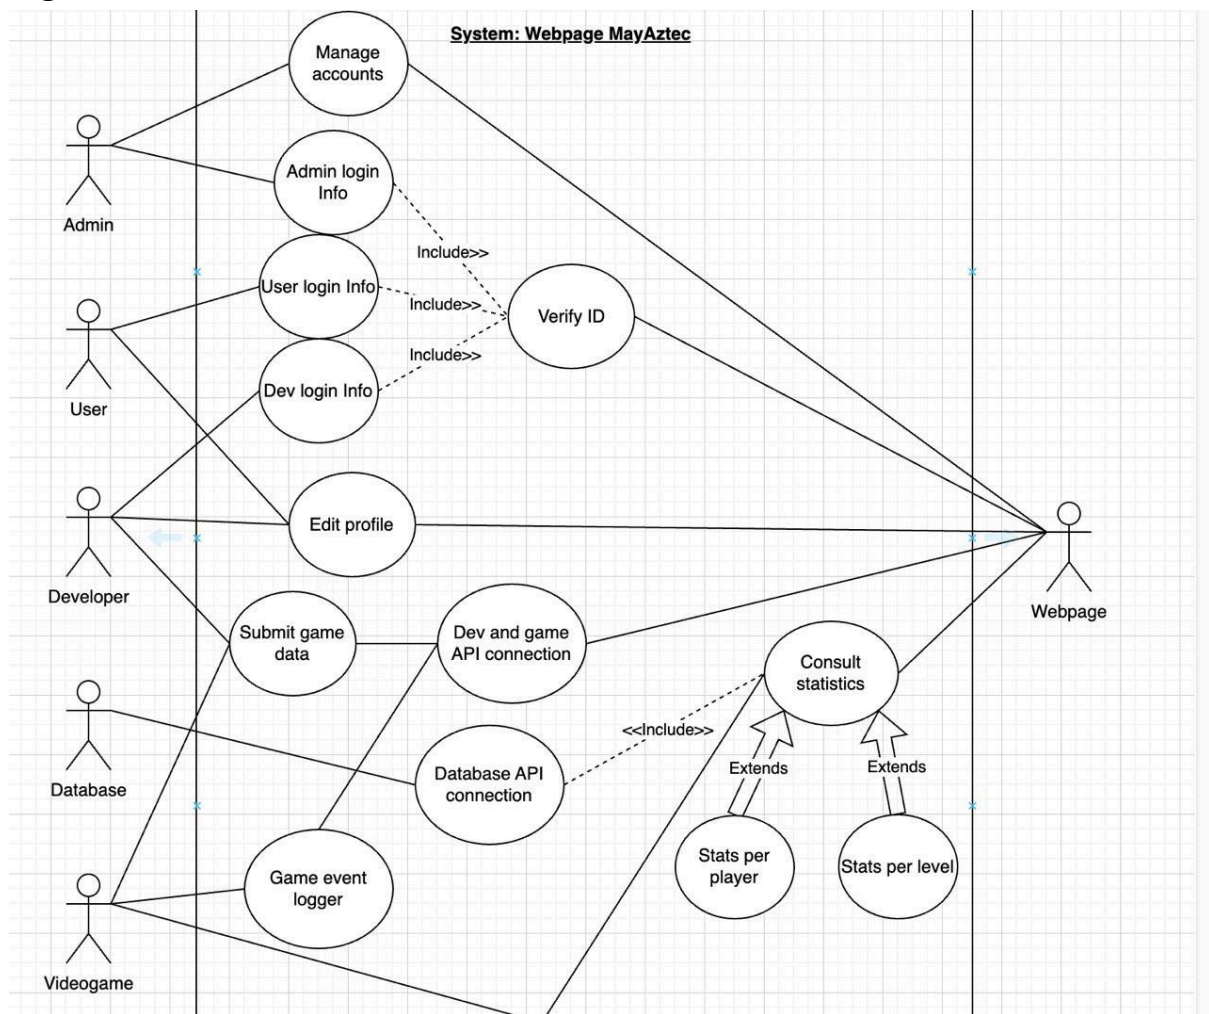 System: Webpage MayAztec
Manage
accounts
Admin login
Info
Admin
Include>>
User login Info
Include>>
Verify ID
User
Include>>
Dev login Info
Edit profile
Developer
Webpage
Submit game
data
Dev and game
API connection
Consult
statistics
<<Include>>
Database
Database API
connection
Extends
Extends
Stats per
player
Stats per level
Game event
logger
Videogame